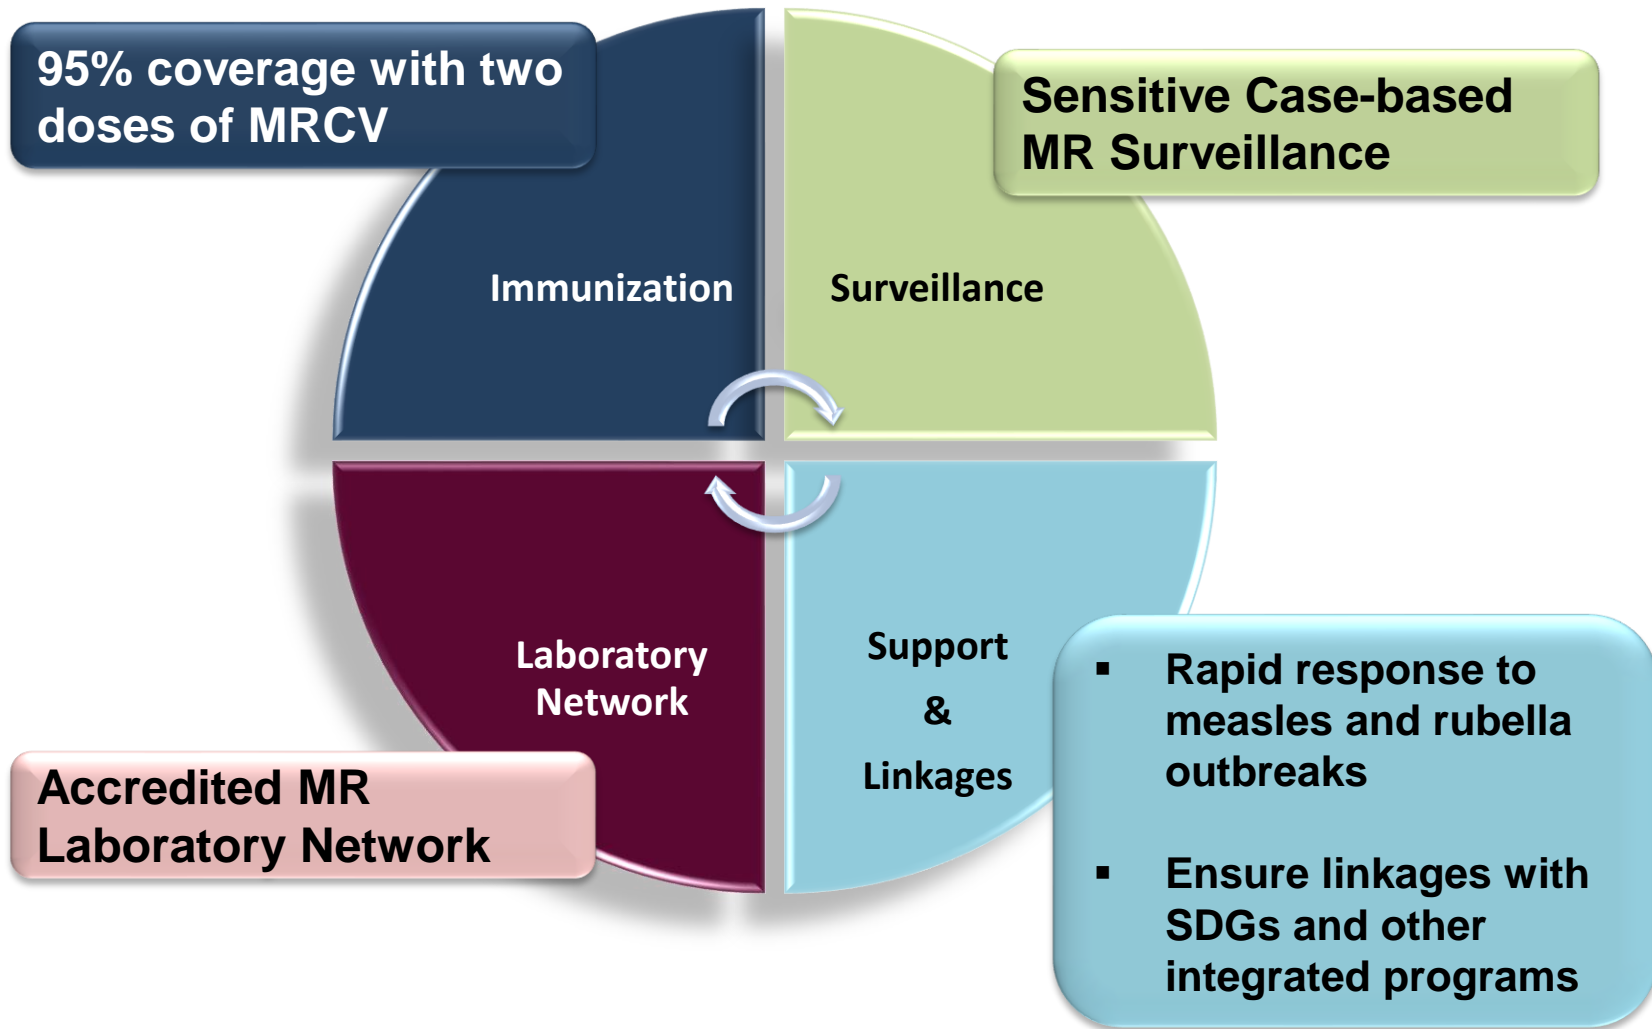 95% coverage with two
doses of MRCV
Sensitive Case-based
MR Surveillance
Immunization
Surveillance
Laboratory
Network
Support
&
Linkages
Accredited MR
Laboratory Network
▪ Rapid response to
measles and rubella
outbreaks
▪ Ensure linkages with
SDGs and other
integrated programs